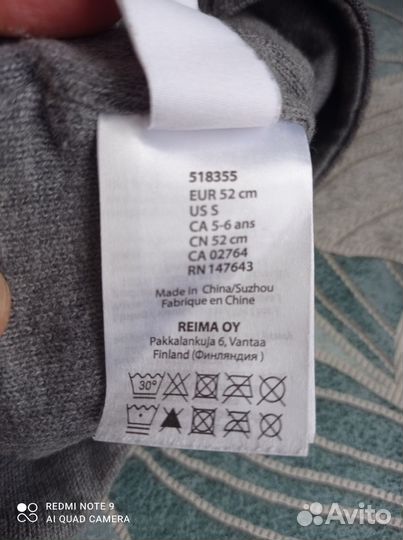 518355
EUR 52 cm
US S
CA 5-6 ans
CN 52 cm
CA 02764
RN 147643
Made in China/Suzhou
Fabrique en Chine
REIMA OY
Pakkalankuja 6, Vantaa
Finland (Финляндия )
30°
REDMI NOTE 9
AI QUAD CAMERA
Avito